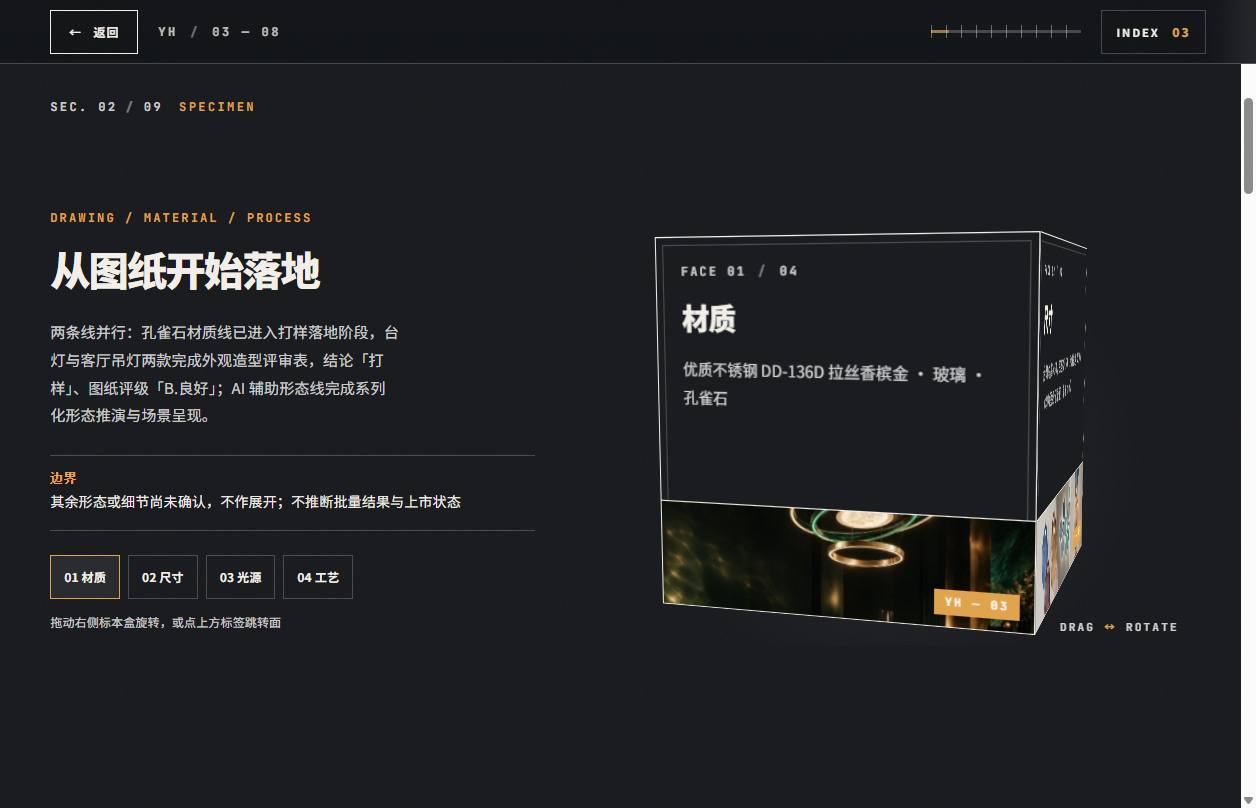 ← 返回
YH / 03 — 08
INDEX 03
SEC. 02 / 09 SPECIMEN
DRAWING / MATERIAL / PROCESS
从图纸开始落地
两条线并行：孔雀石材质线已进入打样落地阶段，台
灯与客厅吊灯两款完成外观造型评审表，结论「打
样」、图纸评级「B.良好」；AI 辅助形态线完成系列
化形态推演与场景呈现。
边界
其余形态或细节尚未确认，不作展开；不推断批量结果与上市状态
01 材质
02 尺寸
03 光源
04 工艺
拖动右侧标本盒旋转，或点上方标签跳转面
FACE 01 / 04
材质
优质不锈钢 DD-136D 拉丝香槟金 · 玻璃 ·
孔雀石
YH — 03
尺寸
DRAG ↔ ROTATE